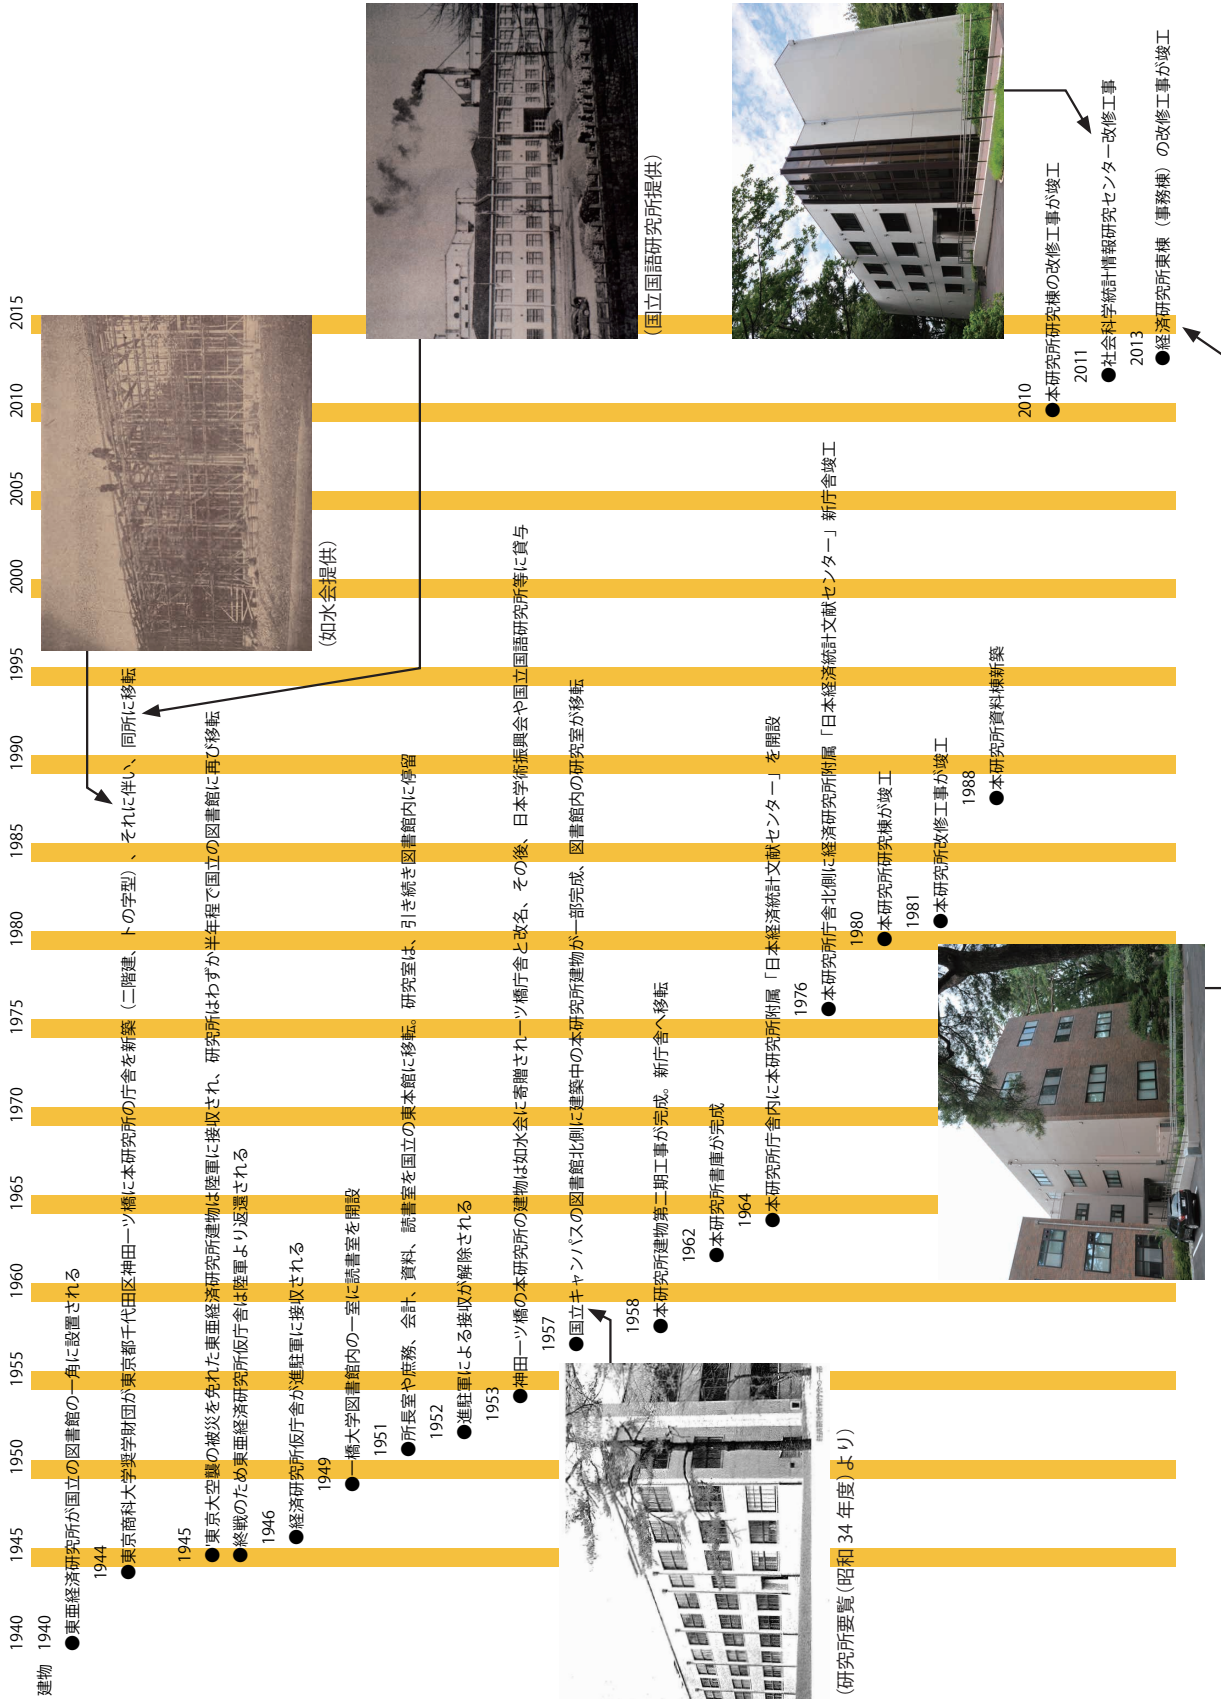 1940 1945 1950 1955 1960 1965 1970 1975 1980 1985 1990 1995 2000 2005 2010 2015
建物
1940
●東亜経済研究所が国立の図書館の一角に設置される
1944
●東京商科大学奨学財団が東京都千代田区神田一ツ橋に本研究所の庁舎を新築（二階建、トの字型）、それに伴い、同所に移転
1945
●'東京大空襲の被災を免れた東亜経済研究所建物は陸軍に接収され、研究所はわずか半年程で国立の図書館に再び移転
●終戦のため東亜経済研究所仮庁舎は陸軍より返還される
1946
●経済研究所仮庁舎が進駐軍に接収される
1949
●一橋大学図書館内の一室に読書室を開設
1951
●所長室や庶務、会計、資料、読書室を国立の東本館に移転。研究室は、引き続き図書館内に停留
1952
●進駐軍による接収が解除される
1953
●神田一ツ橋の本研究所の建物は如水会に寄贈され一ツ橋庁舎と改名、その後、日本学術振興会や国立国語研究所等に貸与
1957
●国立キャンパスの図書館北側に建築中の本研究所建物が一部完成、図書館内の研究室が移転
1958
●本研究所建物第二期工事が完成。新庁舎へ移転
1962
●本研究所書庫が完成
1964
●本研究所庁舎内に本研究所附属「日本経済統計文献センター」を開設
1976
●本研究所庁舎北側に経済研究所附属「日本経済統計文献センター」新庁舎竣工
1980
●本研究所研究棟が竣工
1981
●本研究所改修工事が竣工
1988
●本研究所資料棟新築
2010
●本研究所研究棟の改修工事が竣工
2011
●社会科学統計情報研究センター改修工事
2013
●経済研究所東棟（事務棟）の改修工事が竣工
（如水会提供）
（国立国語研究所提供）
（研究所要覧（昭和 34 年度）より）